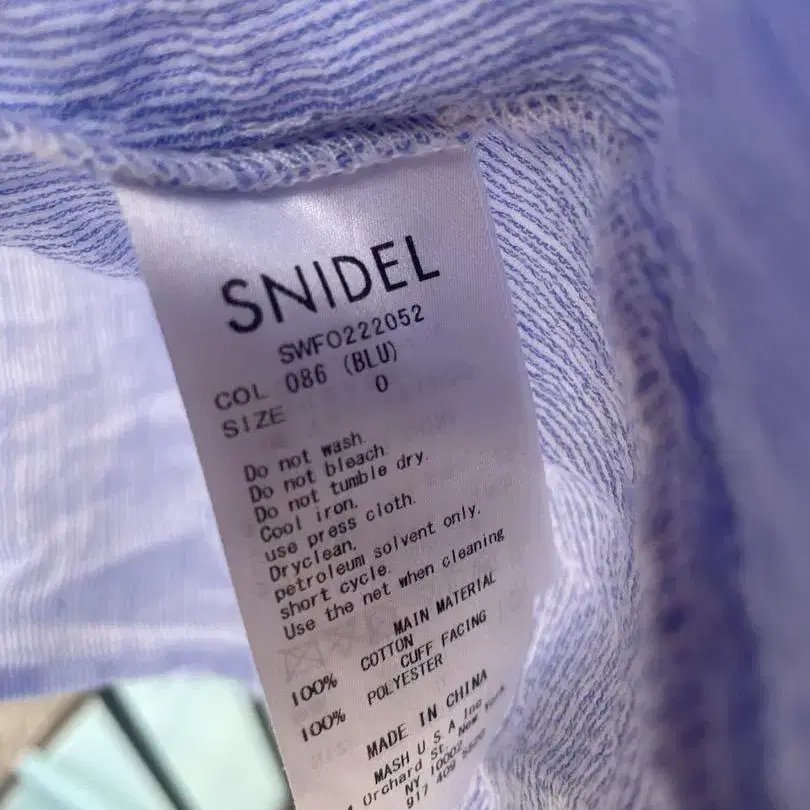 SNIDEL
SWFO222052
COL 086 (BLU)
SIZE 0
Do not wash.
Do not bleach.
Do not tumble dry.
Cool iron.
use press cloth.
Dryclean.
petroleum solvent only.
short cycle.
Use the net when cleaning
MAIN MATERIAL
100% COTTON
CUFF FACING
100% POLYESTER
MADE IN CHINA
MASH U.S.A Inc
Orchard St. New York
NY 10002
917 409